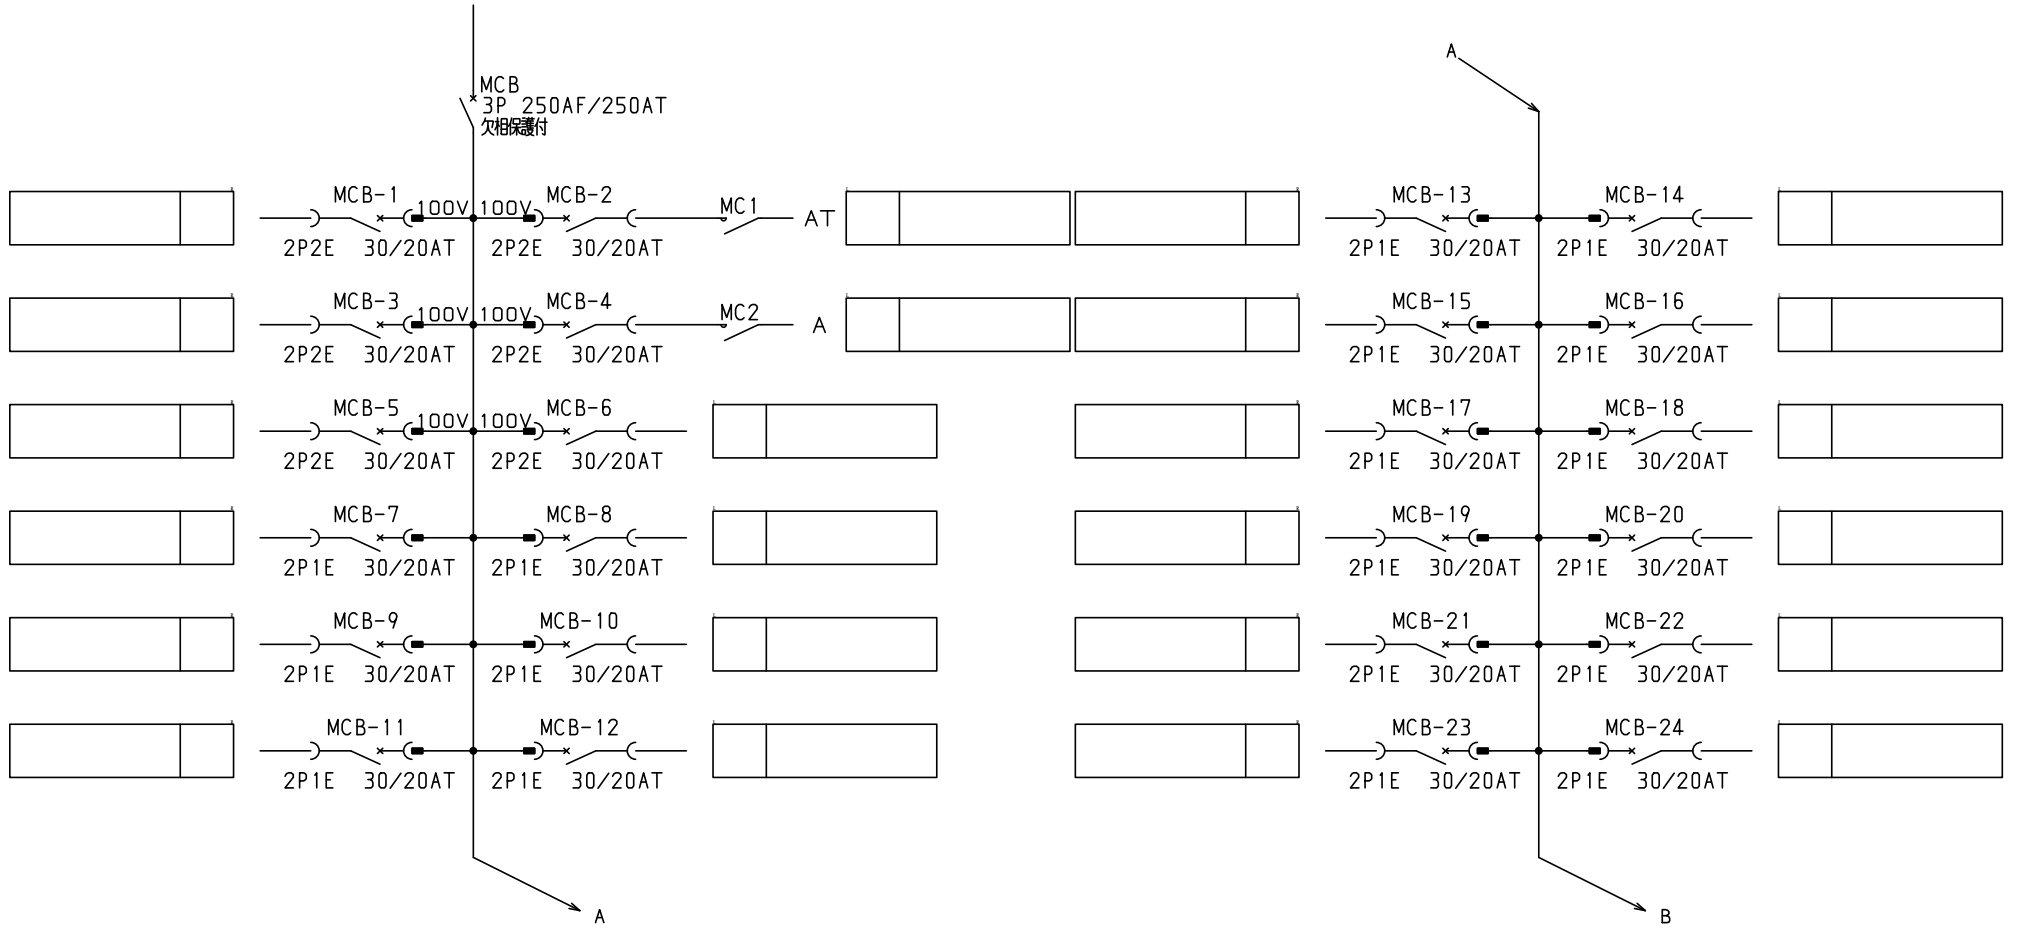 MCB
3P 250AF/250AT
欠相保護付
MCB-1 100V 100V MCB-2 MC1 AT
2P2E 30/20AT 2P2E 30/20AT
MCB-3 100V 100V MCB-4 MC2 A
2P2E 30/20AT 2P2E 30/20AT
MCB-5 100V 100V MCB-6
2P2E 30/20AT 2P2E 30/20AT
MCB-7 MCB-8
2P1E 30/20AT 2P1E 30/20AT
MCB-9 MCB-10
2P1E 30/20AT 2P1E 30/20AT
MCB-11 MCB-12
2P1E 30/20AT 2P1E 30/20AT
A
A
MCB-13 MCB-14
2P1E 30/20AT 2P1E 30/20AT
MCB-15 MCB-16
2P1E 30/20AT 2P1E 30/20AT
MCB-17 MCB-18
2P1E 30/20AT 2P1E 30/20AT
MCB-19 MCB-20
2P1E 30/20AT 2P1E 30/20AT
MCB-21 MCB-22
2P1E 30/20AT 2P1E 30/20AT
MCB-23 MCB-24
2P1E 30/20AT 2P1E 30/20AT
B